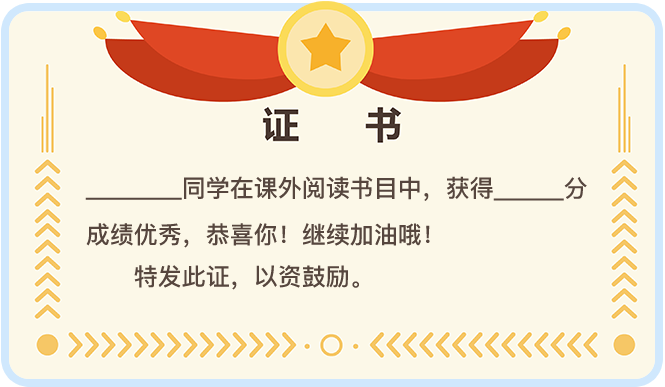 证 书
________同学在课外阅读书目中，获得______分
成绩优秀，恭喜你！继续加油哦！
特发此证，以资鼓励。